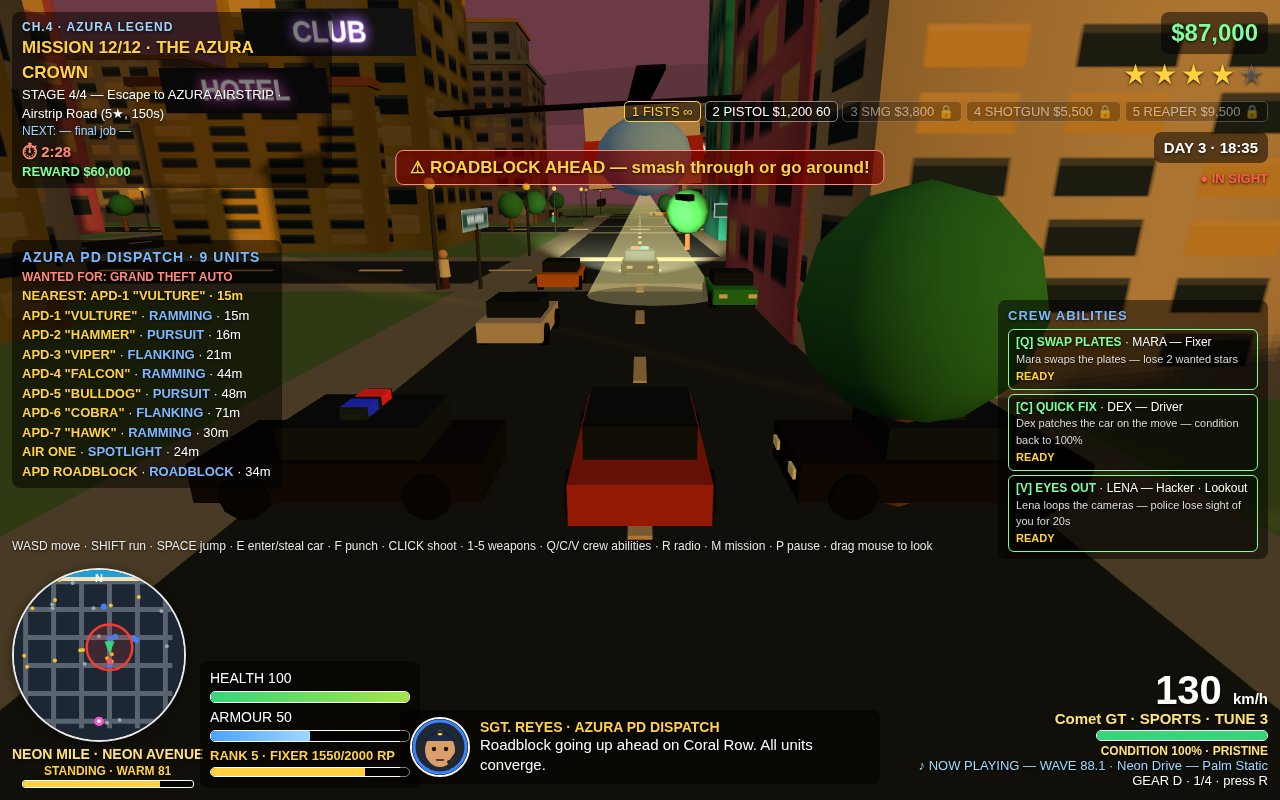 CH.4 · AZURA LEGEND
MISSION 12/12 · THE AZURA
CROWN
STAGE 4/4 — Escape to AZURA AIRSTRIP ·
Airstrip Road (5★, 150s)
NEXT: — final job —
⏱ 2:28
REWARD $60,000
CLUB
HOTEL
$87,000
★★★★★
1 FISTS ∞
2 PISTOL $1,200 60
3 SMG $3,800 🔒
4 SHOTGUN $5,500 🔒
5 REAPER $9,500 🔒
DAY 3 · 18:35
● IN SIGHT
⚠ ROADBLOCK AHEAD — smash through or go around!
AZURA PD DISPATCH · 9 UNITS
WANTED FOR: GRAND THEFT AUTO
NEAREST: APD-1 "VULTURE" · 15m
APD-1 "VULTURE" · RAMMING · 15m
APD-2 "HAMMER" · PURSUIT · 16m
APD-3 "VIPER" · FLANKING · 21m
APD-4 "FALCON" · RAMMING · 44m
APD-5 "BULLDOG" · PURSUIT · 48m
APD-6 "COBRA" · FLANKING · 71m
APD-7 "HAWK" · RAMMING · 30m
AIR ONE · SPOTLIGHT · 24m
APD ROADBLOCK · ROADBLOCK · 34m
CREW ABILITIES
[Q] SWAP PLATES · MARA — Fixer
Mara swaps the plates — lose 2 wanted stars
READY
[C] QUICK FIX · DEX — Driver
Dex patches the car on the move — condition
back to 100%
READY
[V] EYES OUT · LENA — Hacker · Lookout
Lena loops the cameras — police lose sight of
you for 20s
READY
WASD move · SHIFT run · SPACE jump · E enter/steal car · F punch · CLICK shoot · 1-5 weapons · Q/C/V crew abilities · R radio · M mission · P pause · drag mouse to look
N
NEON MILE · NEON AVENUE
STANDING · WARM 81
HEALTH 100
ARMOUR 50
RANK 5 · FIXER 1550/2000 RP
SGT. REYES · AZURA PD DISPATCH
Roadblock going up ahead on Coral Row. All units
converge.
130 km/h
Comet GT · SPORTS · TUNE 3
CONDITION 100% · PRISTINE
♪ NOW PLAYING — WAVE 88.1 · Neon Drive — Palm Static
GEAR D · 1/4 · press R